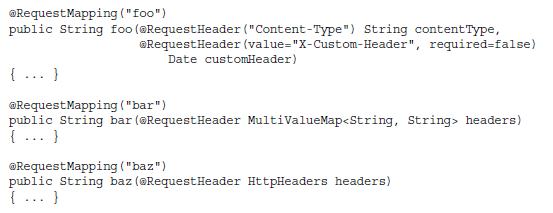 @RequestMapping("foo")
public String foo(@RequestHeader("Content-Type") String contentType,
                  @RequestHeader(value="X-Custom-Header", required=false)
                      Date customHeader)
{ ... }

@RequestMapping("bar")
public String bar(@RequestHeader MultiValueMap<String, String> headers)
{ ... }

@RequestMapping("baz")
public String baz(@RequestHeader HttpHeaders headers)
{ ... }